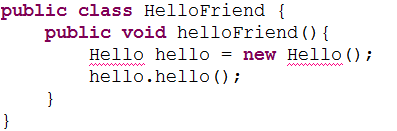 public class HelloFriend {
    public void helloFriend(){
        Hello hello = new Hello();
        hello.hello();
    }
}